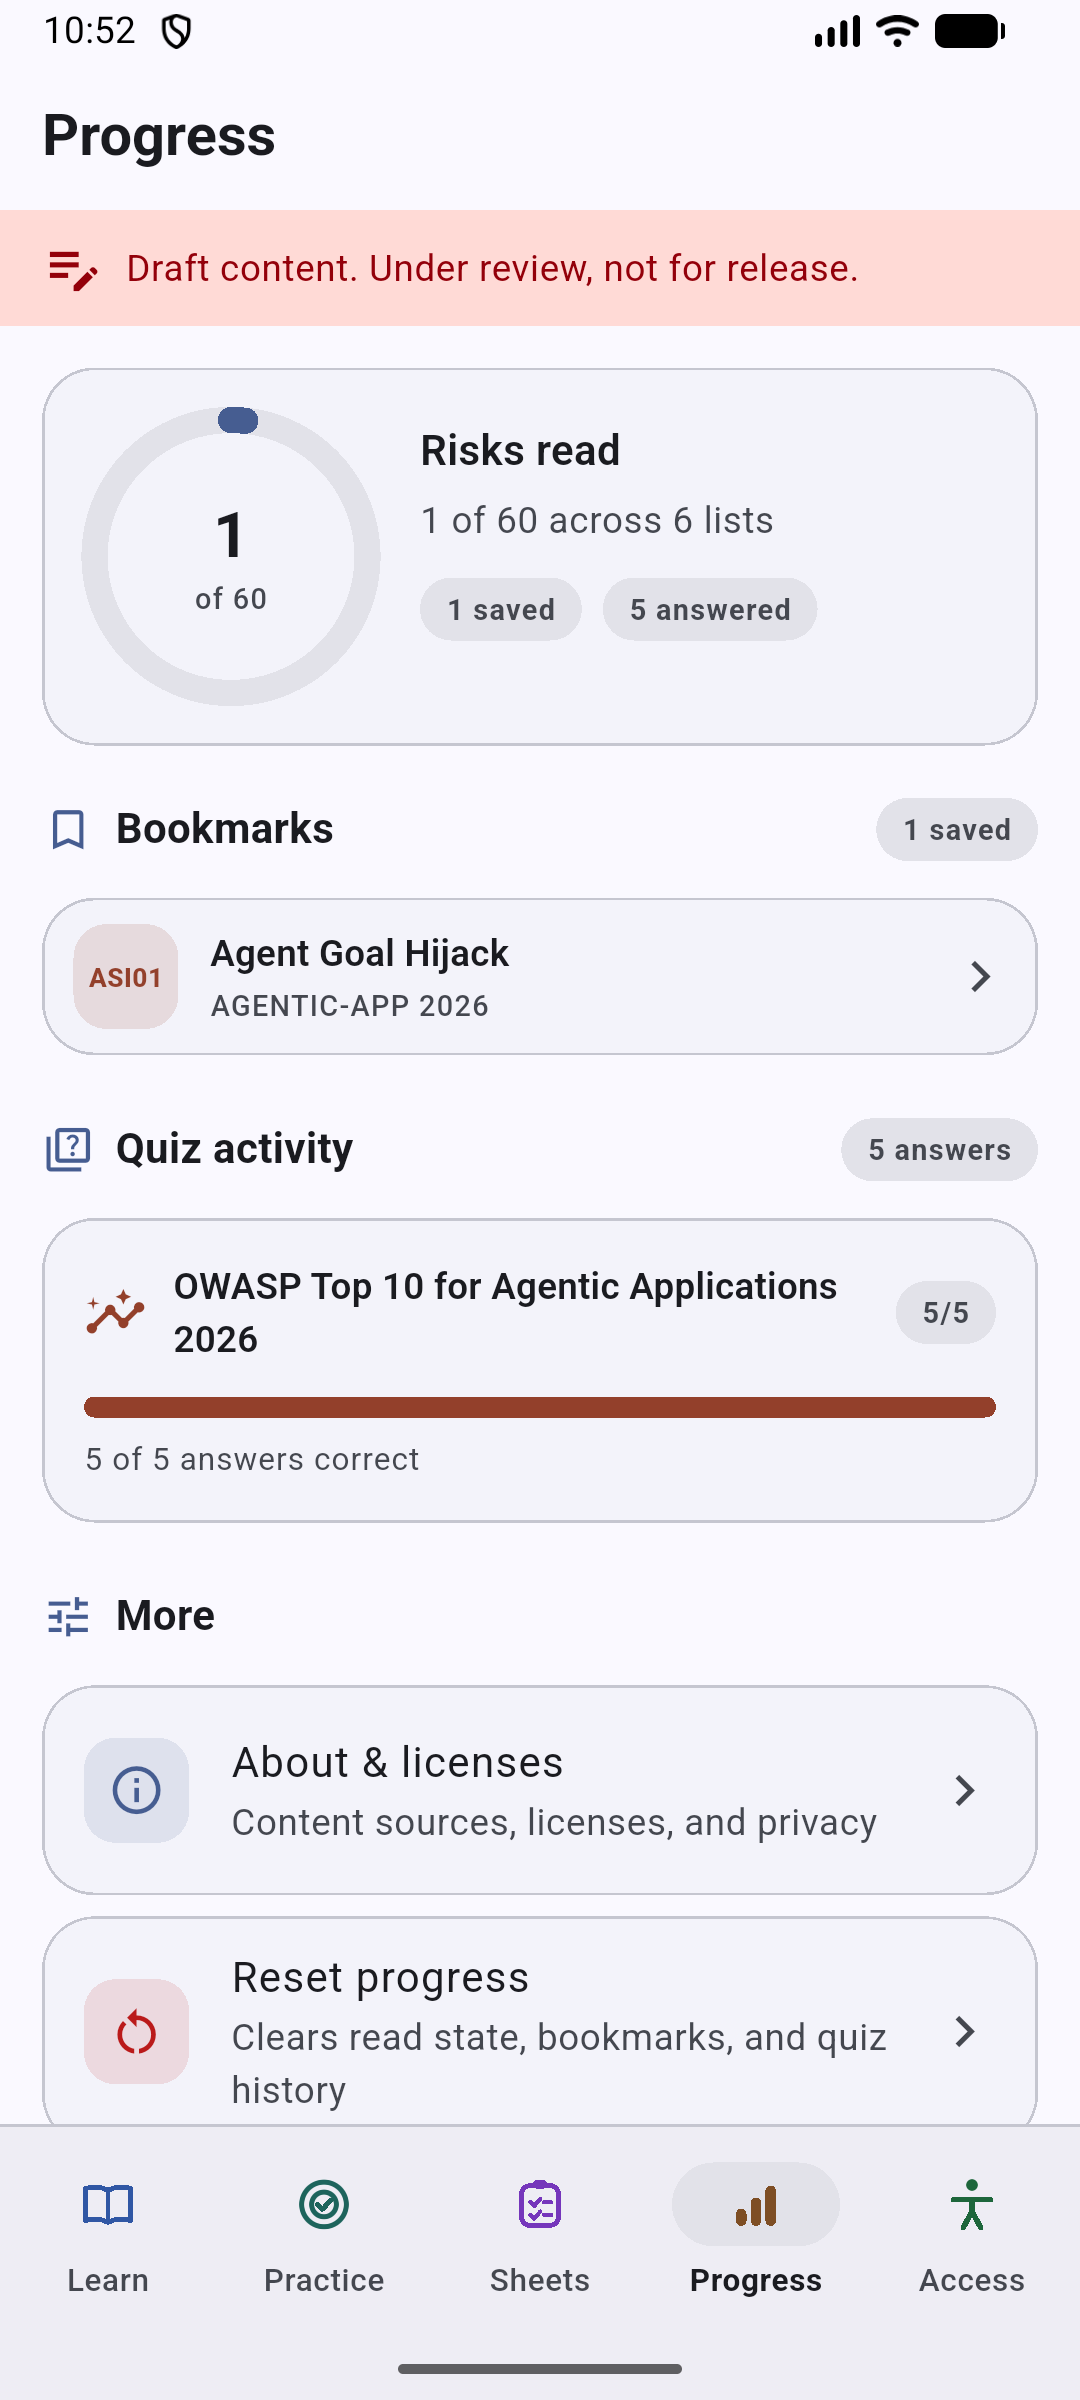 10:52
Progress
Draft content. Under review, not for release.
1
of 60
Risks read
1 of 60 across 6 lists
1 saved
5 answered
Bookmarks
1 saved
ASI01
Agent Goal Hijack
AGENTIC-APP 2026
Quiz activity
5 answers
OWASP Top 10 for Agentic Applications
2026
5/5
5 of 5 answers correct
More
About & licenses
Content sources, licenses, and privacy
Reset progress
Clears read state, bookmarks, and quiz
history
Learn
Practice
Sheets
Progress
Access